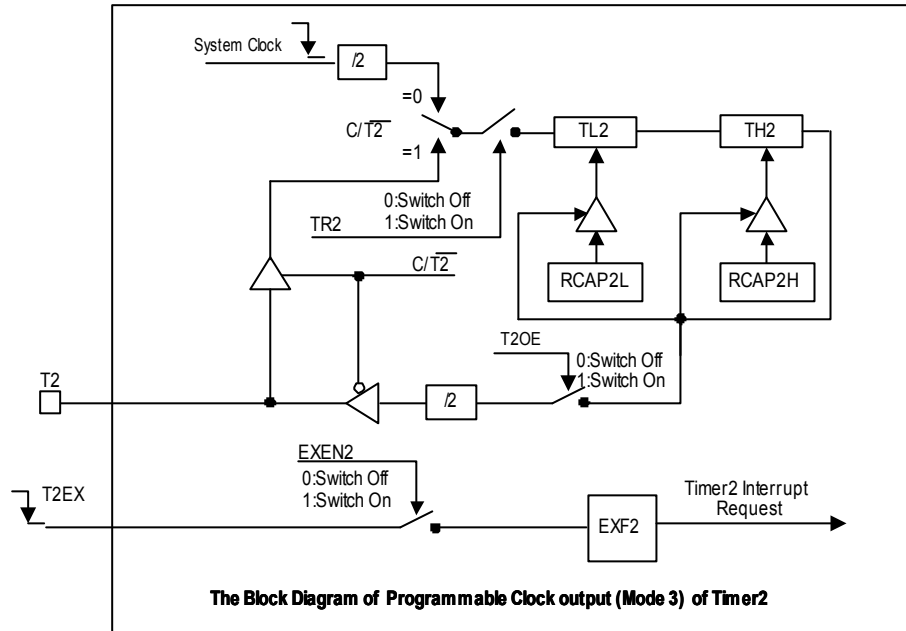 System Clock
/2
=0
C/T2
=1
TL2
TH2
0:Switch Off
1:Switch On
TR2
C/T2
RCAP2L
RCAP2H
T2OE
0:Switch Off
1:Switch On
T2
/2
EXEN2
0:Switch Off
1:Switch On
T2EX
EXF2
Timer2 Interrupt
Request
The Block Diagram of Programmable Clock output (Mode 3) of Timer2